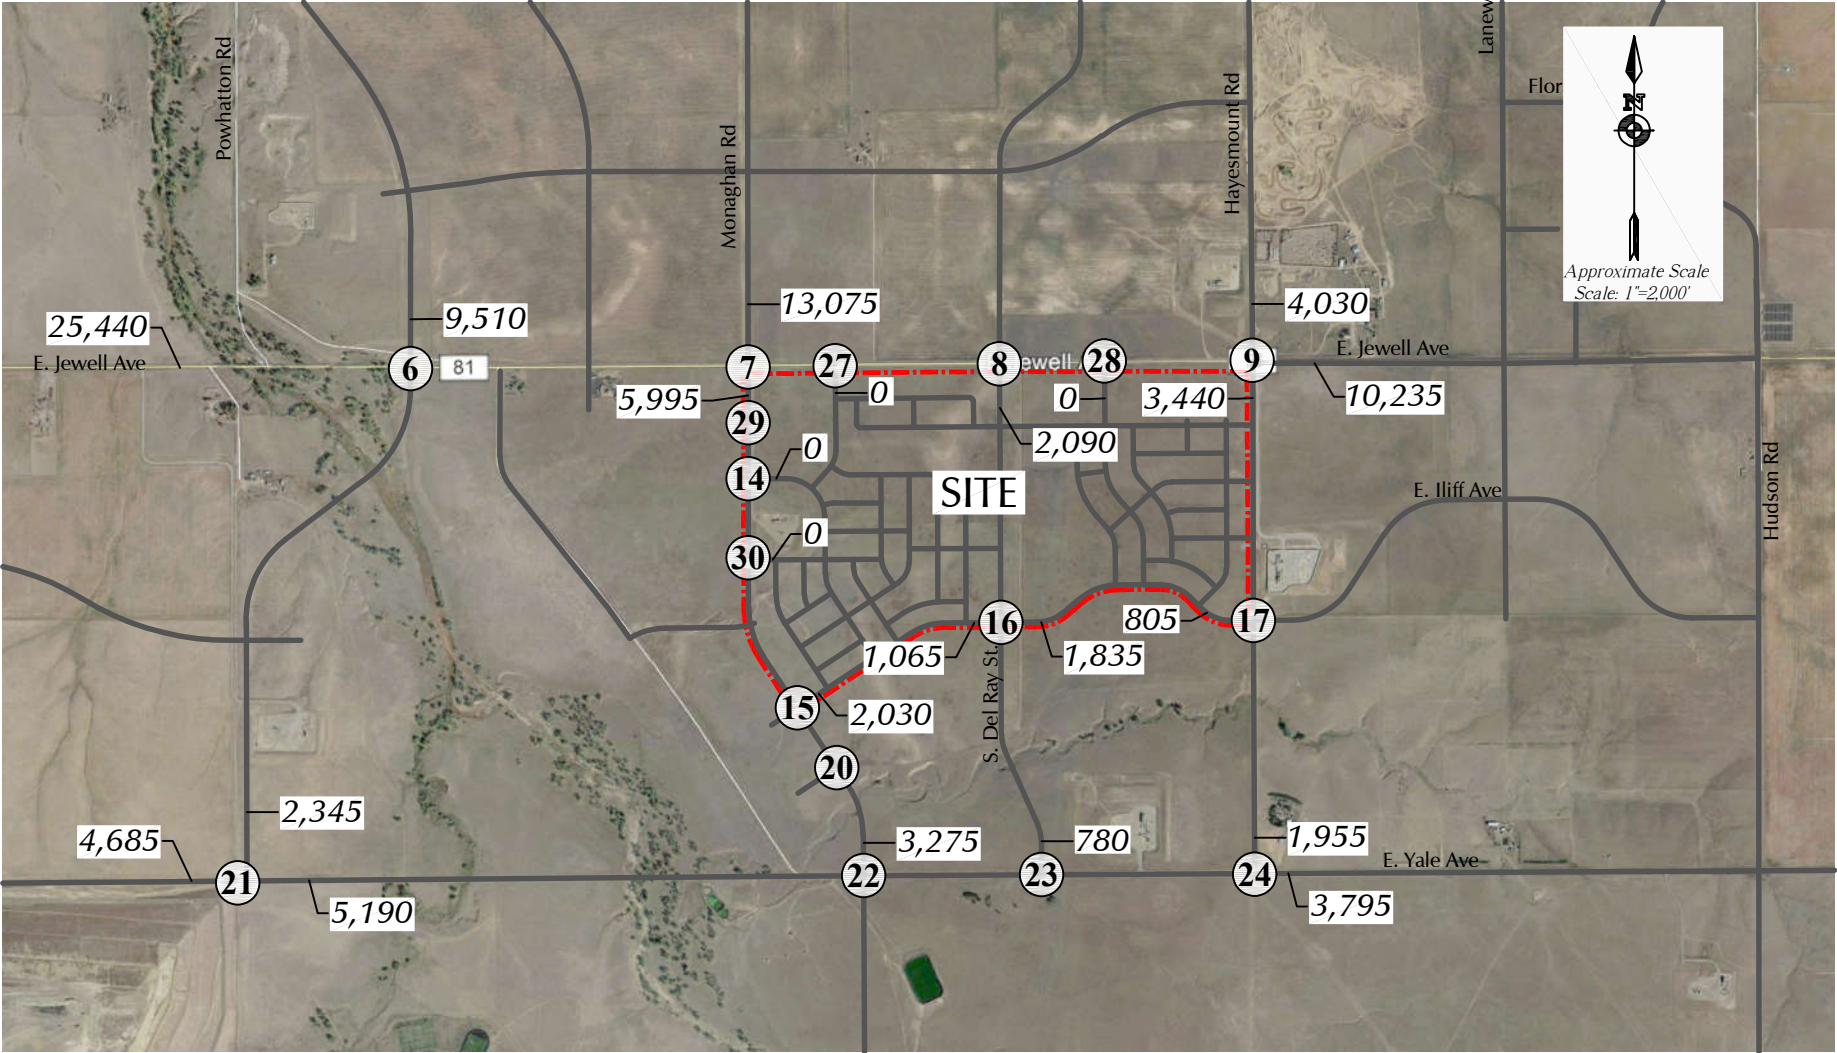 Lanew
Flor
Powhatton Rd
Monaghan Rd
Hayesmount Rd
N
Approximate Scale
Scale: 1"=2,000'
13,075
4,030
9,510
25,440
E. Jewell Ave
6
81
7
27
8
ewell
28
9
E. Jewell Ave
5,995
0
0
3,440
10,235
29
2,090
0
14
SITE
E. Iliff Ave
Hudson Rd
0
30
16
805
17
1,065
1,835
15
2,030
S. Del Ray St.
20
2,345
4,685
3,275
780
1,955
E. Yale Ave
21
22
23
24
5,190
3,795